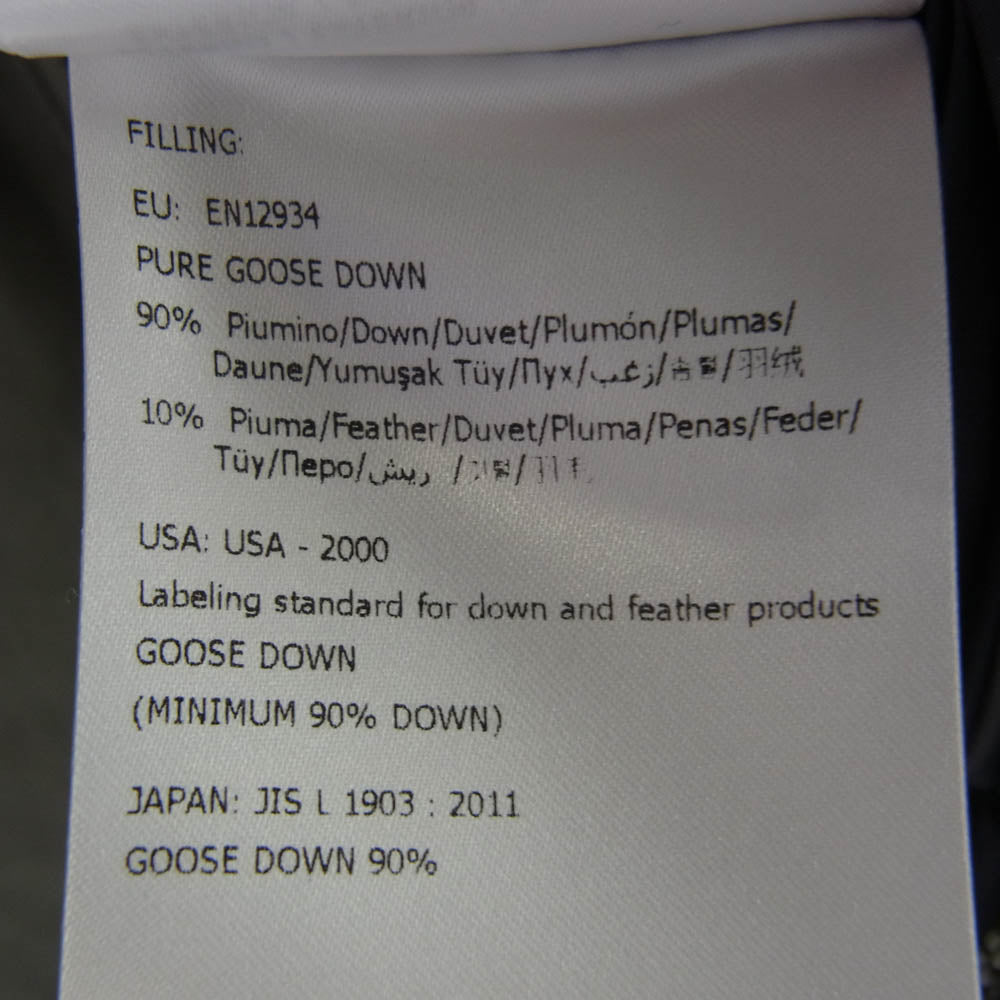 FILLING:
EU: EN12934
PURE GOOSE DOWN
90% Piumino/Down/Duvet/Plumón/Plumas/
Daune/Yumuşak Tüy/Пух/زغب/솜털/羽绒
10% Piuma/Feather/Duvet/Pluma/Penas/Feder/
Tüy/Перо/ريش /
USA: USA - 2000
Labeling standard for down and feather products
GOOSE DOWN
(MINIMUM 90% DOWN)
JAPAN: JIS L 1903 : 2011
GOOSE DOWN 90%